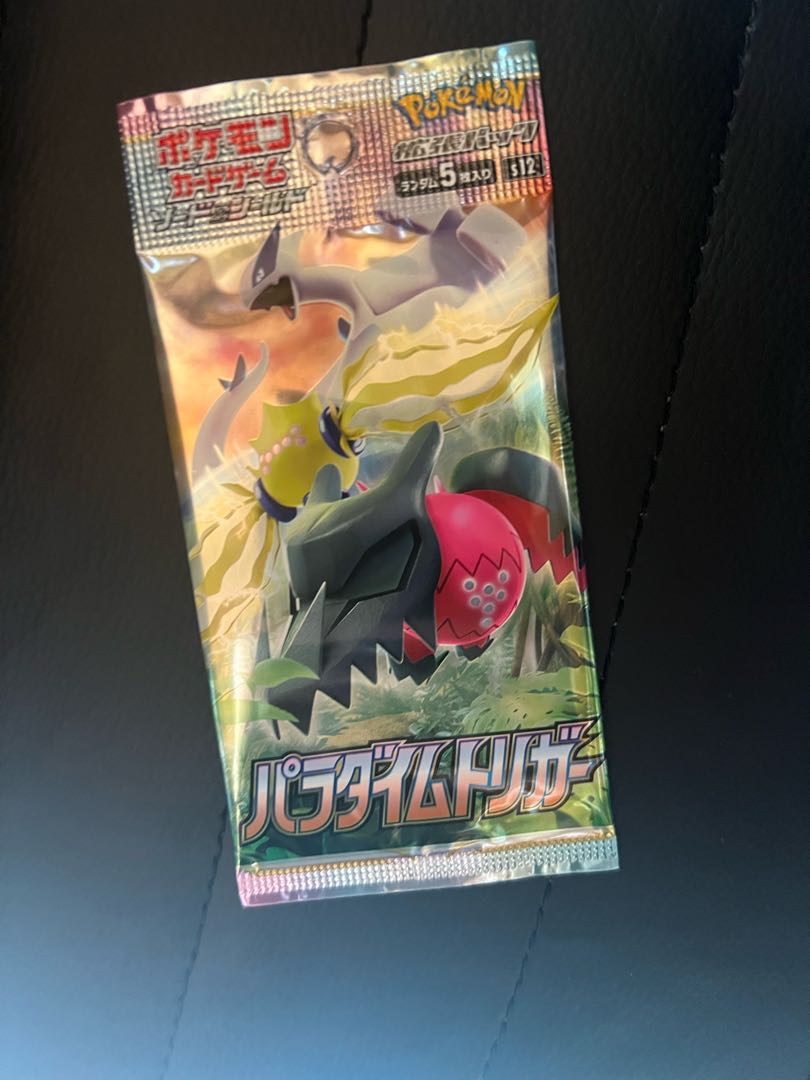 ポケモン
カードゲーム
ソード&シールド
POKÉMON
拡張パック
ランダム5枚入り
S12
パラダイムトリガー